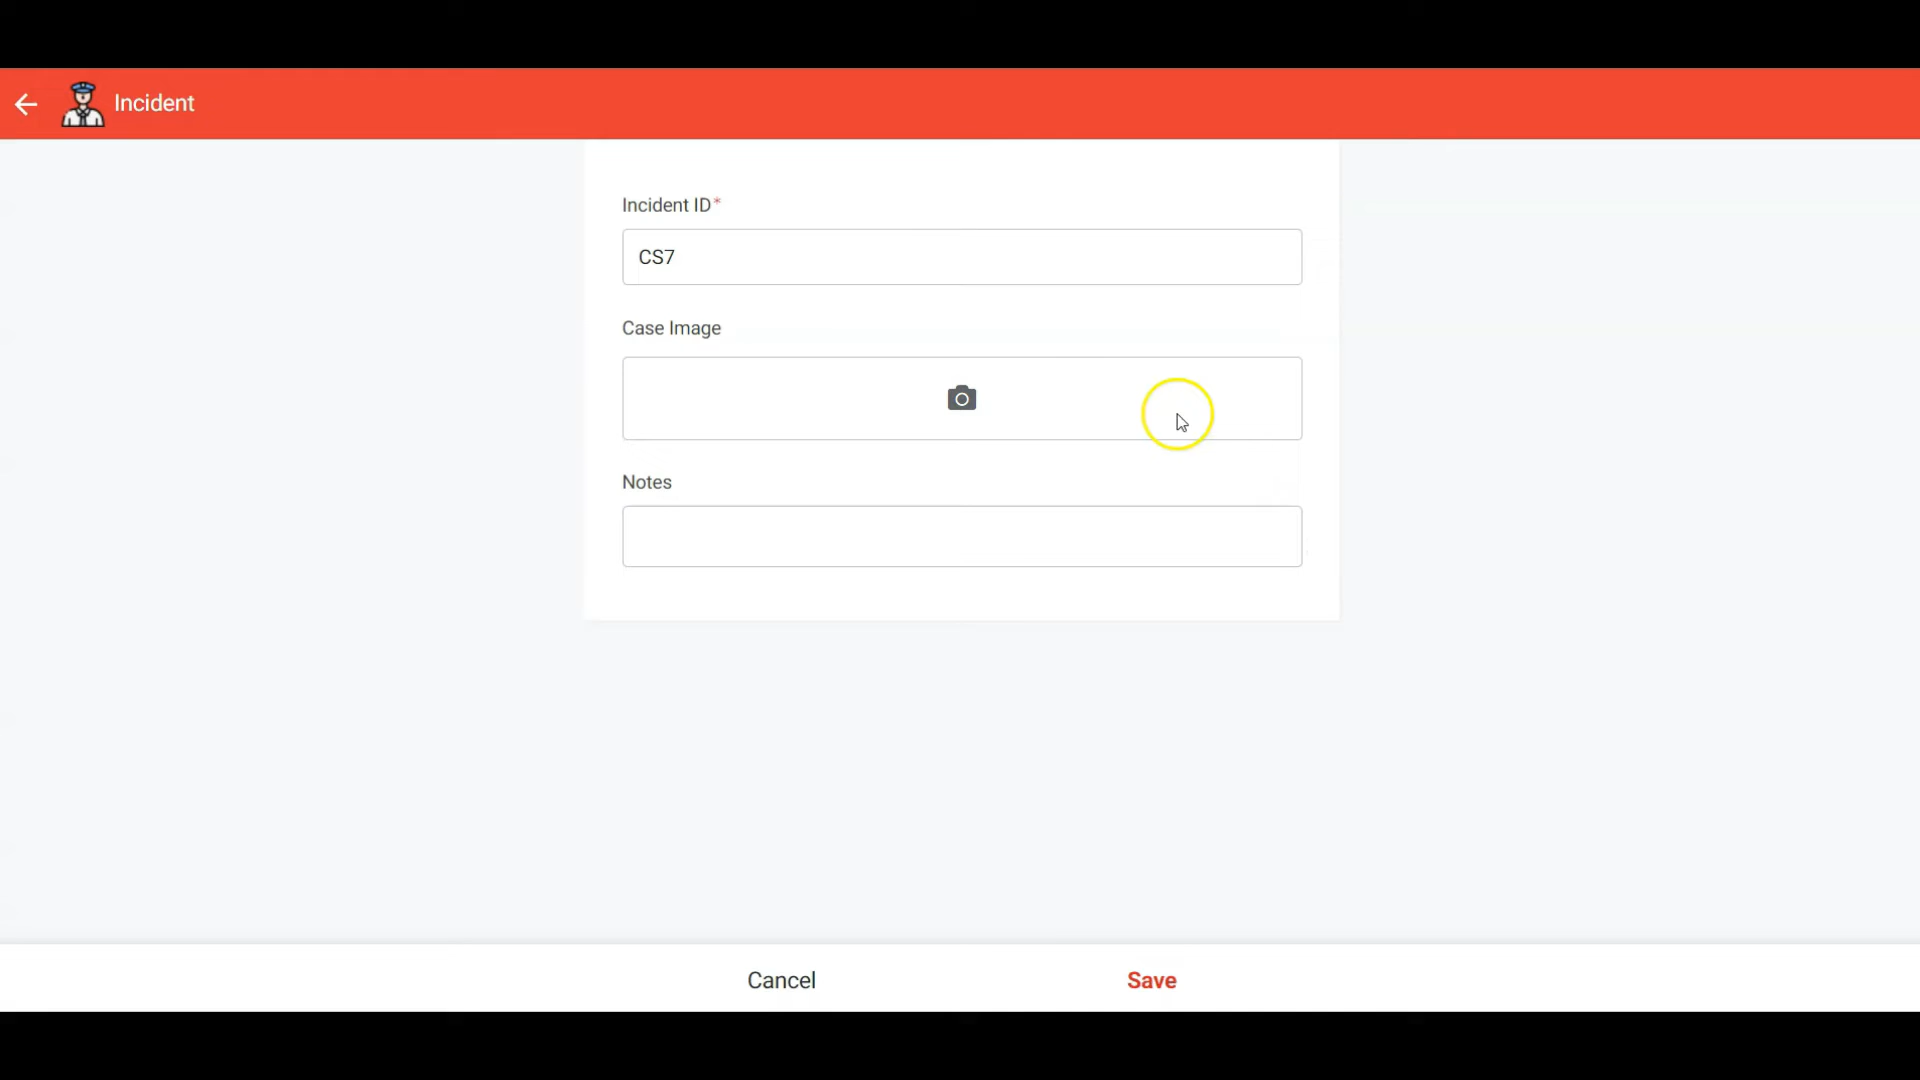 Incident
Incident ID*
CS7
Case Image
Notes
Cancel
Save